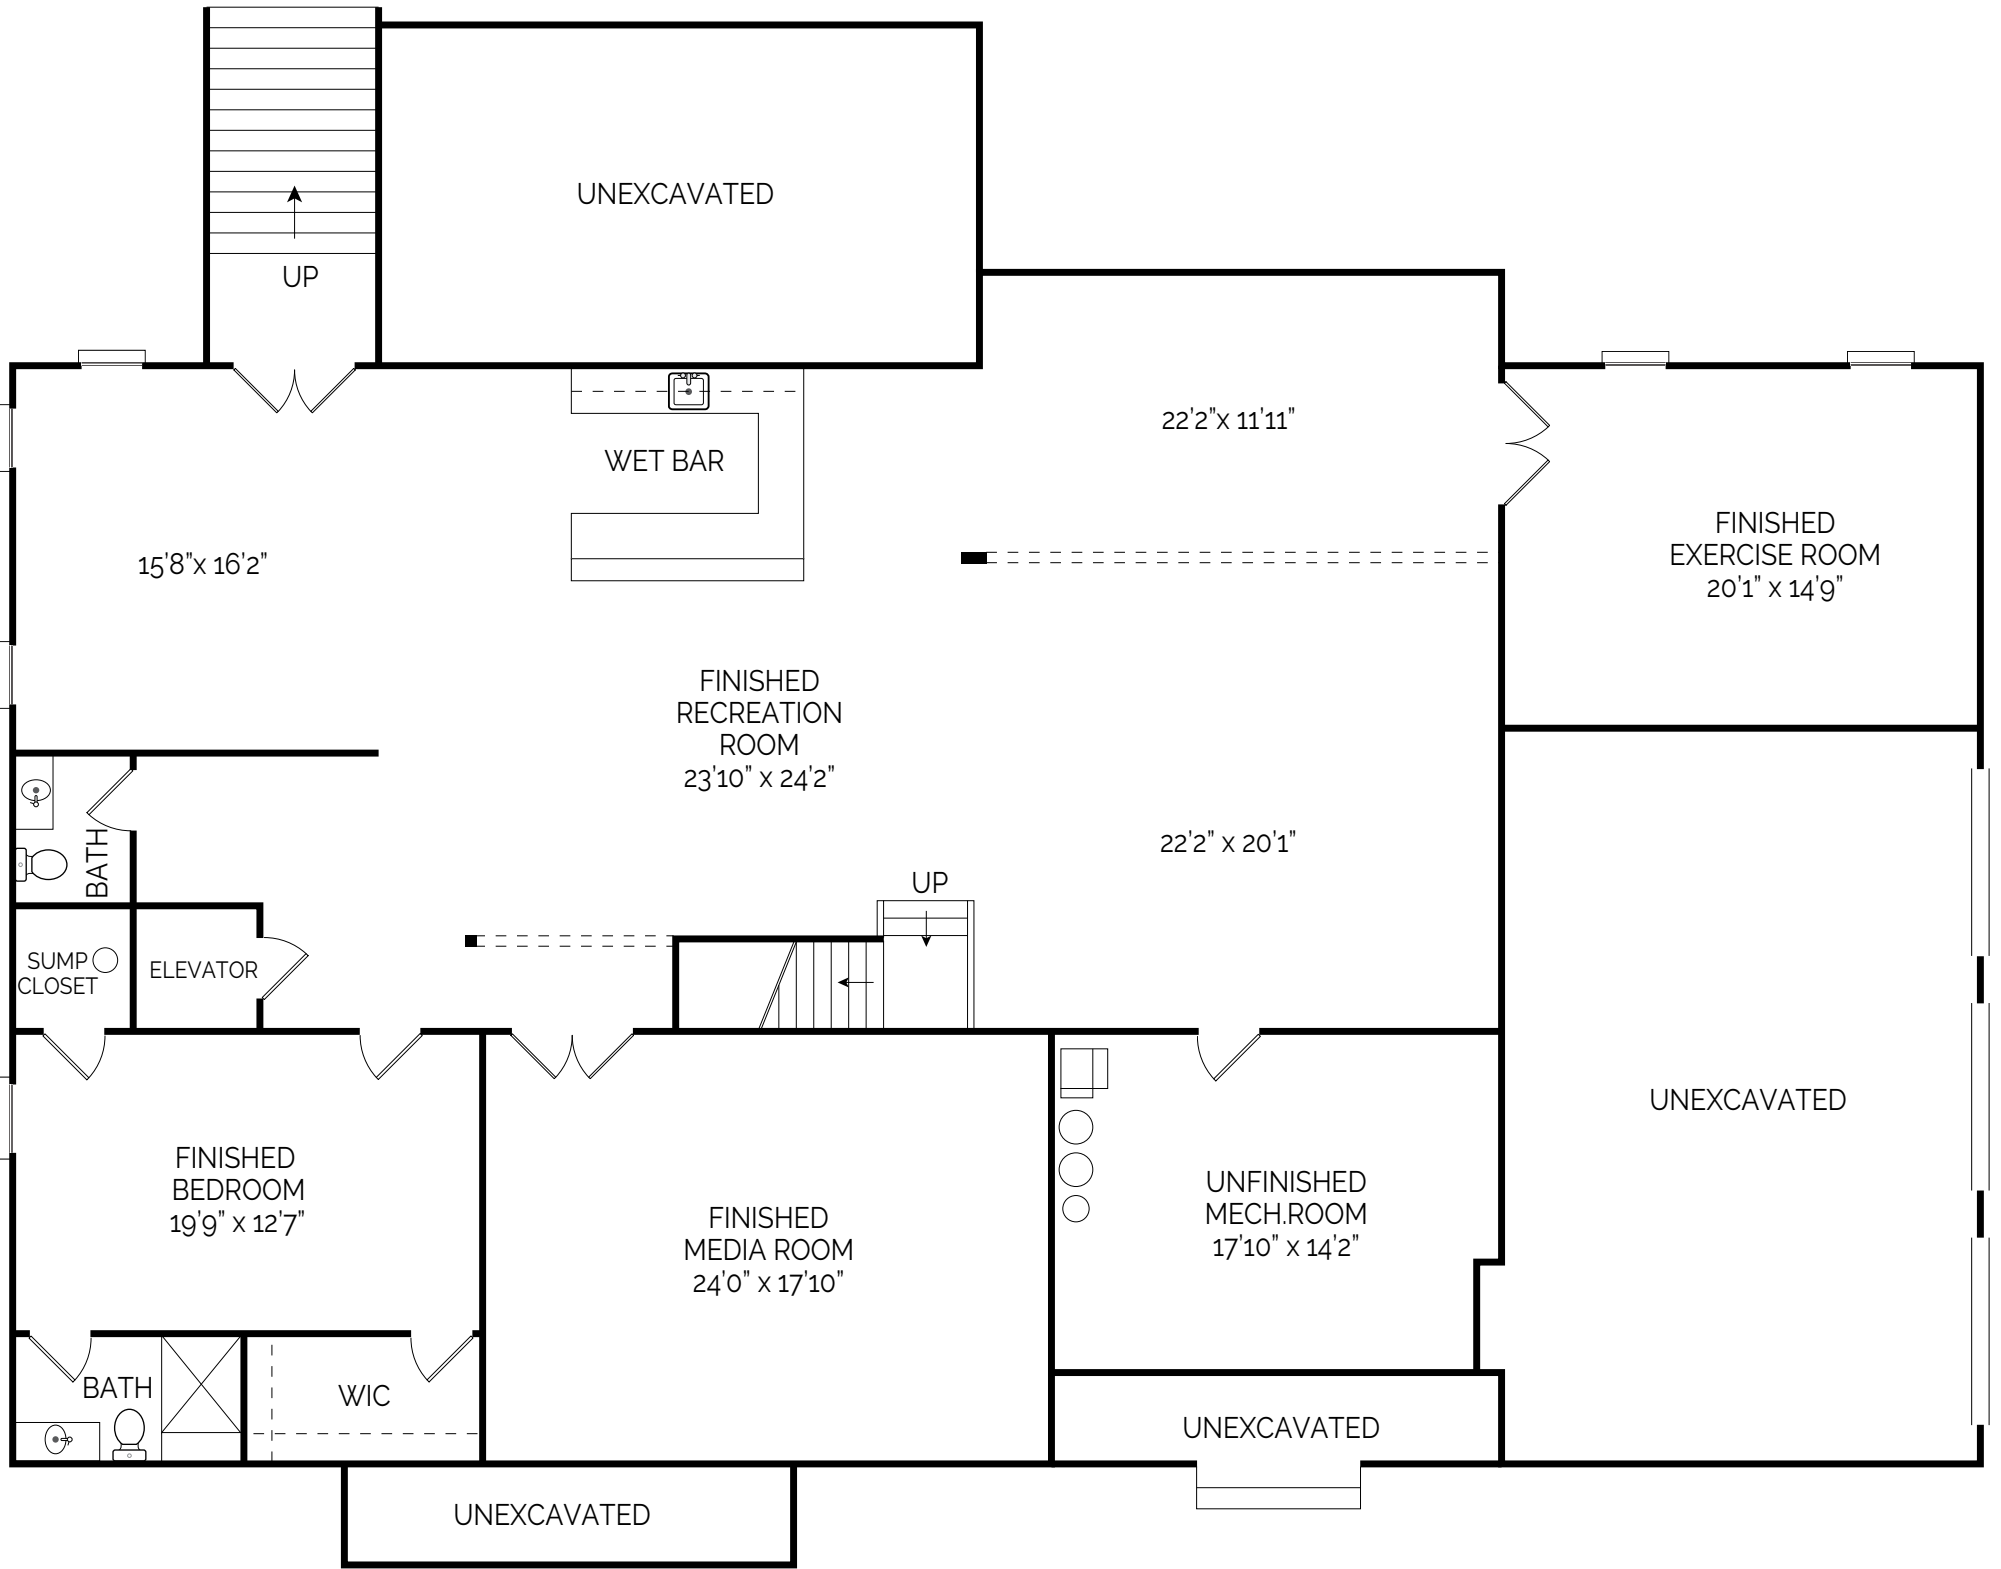 UNEXCAVATED
UP
22'2"x 11'11"
WET BAR
FINISHED
EXERCISE ROOM
20'1" x 14'9"
15'8"x 16'2"
FINISHED
RECREATION
ROOM
23'10" x 24'2"
22'2" x 20'1"
BATH
UP
SUMP
CLOSET
ELEVATOR
UNEXCAVATED
FINISHED
BEDROOM
19'9" x 12'7"
FINISHED
MEDIA ROOM
24'0" x 17'10"
UNFINISHED
MECH.ROOM
17'10" x 14'2"
BATH
WIC
UNEXCAVATED
UNEXCAVATED